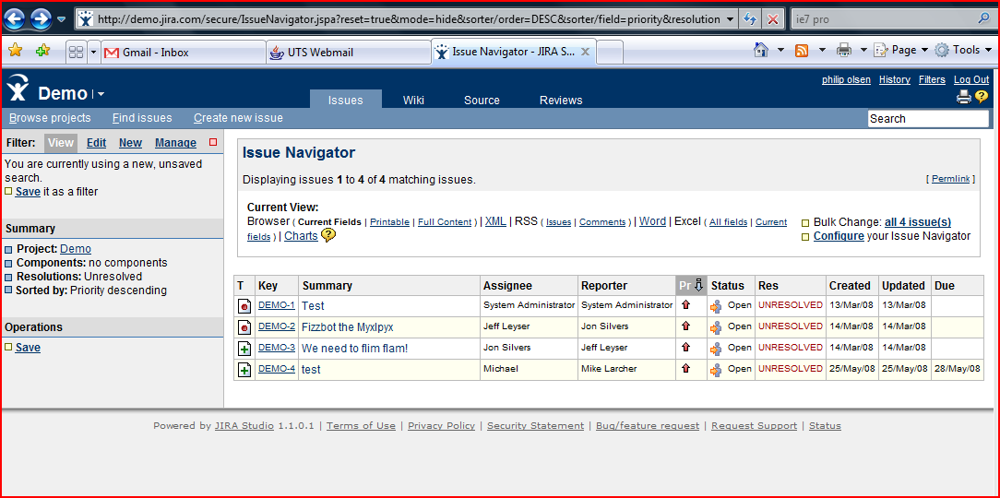 http://demo.jira.com/secure/IssueNavigator.jspa?reset=true&mode=hide&sorter/order=DESC&sorter/field=priority&resolution
ie7 pro
Gmail - Inbox
UTS Webmail
Issue Navigator - JIRA S...
Page
Tools
philip olsen History Filters Log Out
Demo
Issues Wiki Source Reviews
Browse projects Find issues Create new issue
Search
Filter: View Edit New Manage
You are currently using a new, unsaved
search.
Save it as a filter
Summary
Project: Demo
Components: no components
Resolutions: Unresolved
Sorted by: Priority descending
Operations
Save
Issue Navigator
Displaying issues 1 to 4 of 4 matching issues.
[ Permlink ]
Current View:
Browser ( Current Fields | Printable | Full Content ) | XML | RSS ( Issues | Comments ) | Word | Excel ( All fields | Current
fields ) | Charts
Bulk Change: all 4 issue(s)
Configure your Issue Navigator
T Key Summary Assignee Reporter Pr Status Res Created Updated Due
DEMO-1 Test System Administrator System Administrator Open UNRESOLVED 13/Mar/08 13/Mar/08
DEMO-2 Fizzbot the Myxlpyx Jeff Leyser Jon Silvers Open UNRESOLVED 14/Mar/08 14/Mar/08
DEMO-3 We need to flim flam! Jon Silvers Jeff Leyser Open UNRESOLVED 14/Mar/08 14/Mar/08
DEMO-4 test Michael Mike Larcher Open UNRESOLVED 25/May/08 25/May/08 28/May/08
Powered by JIRA Studio 1.1.0.1 | Terms of Use | Privacy Policy | Security Statement | Bug/feature request | Request Support | Status